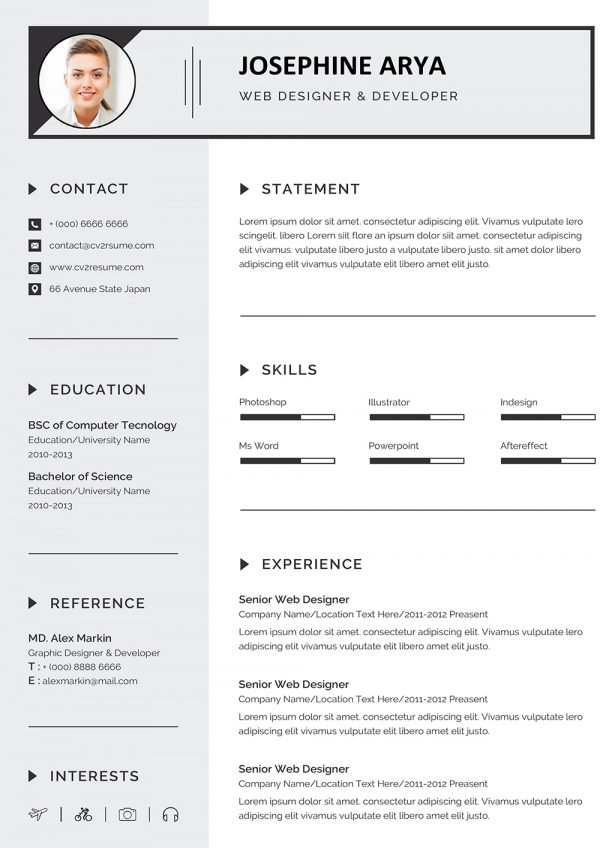 JOSEPHINE ARYA
WEB DESIGNER & DEVELOPER
CONTACT
+ (000) 6666 6666
contact@cv2rsume.com
www.cv2resume.com
66 Avenue State Japan
EDUCATION
BSC of Computer Tecnology
Education/University Name
2010-2013
Bachelor of Science
Education/University Name
2010-2013
REFERENCE
MD. Alex Markin
Graphic Designer & Developer
T : + (000) 8888 6666
E : alexmarkin@mail.com
INTERESTS
STATEMENT
Lorem ipsum dolor sit amet. consectetur adipiscing elit. Vivamus vulputate lero
scingelit. libero Lorem siit flore an ipsum dolor siit amet. consectetur adipiscing
elit vivamus. vulputate libero justo a vulputate libero justo. sit amet dolor libero
adipiscing elit vivamus vulputate elit libero amet elit justo.
SKILLS
Photoshop
Illustrator
Indesign
Ms Word
Powerpoint
Aftereffect
EXPERIENCE
Senior Web Designer
Company Name/Location Text Here/2011-2012 Preasent
Lorem ipsum dolor sit amet. consectetur adipiscing elit. Vivamus vulputate lero
adipiscing elit vivamus vulputate elit libero amet elit justo.
Senior Web Designer
Company Name/Location Text Here/2011-2012 Preasent
Lorem ipsum dolor sit amet. consectetur adipiscing elit. Vivamus vulputate lero
adipiscing elit vivamus vulputate elit libero amet elit justo.
Senior Web Designer
Company Name/Location Text Here/2011-2012 Preasent
Lorem ipsum dolor sit amet. consectetur adipiscing elit. Vivamus vulputate lero
adipiscing elit vivamus vulputate elit libero amet elit justo.